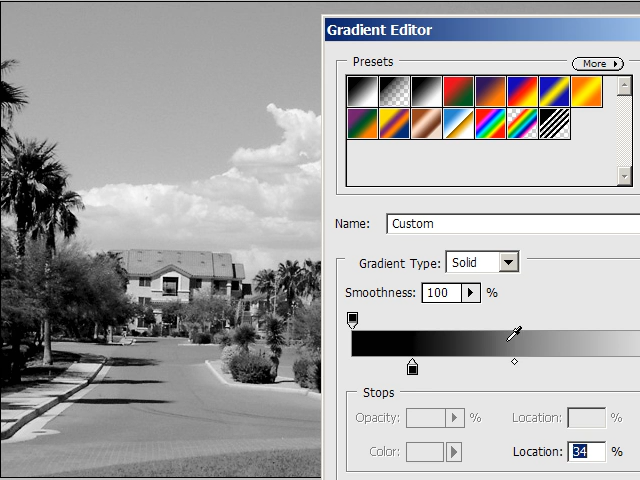 Gradient Editor
Presets
More
Name: Custom
Gradient Type: Solid
Smoothness: 100 %
Stops
Opacity: % Location: %
Color: Location: 34 %